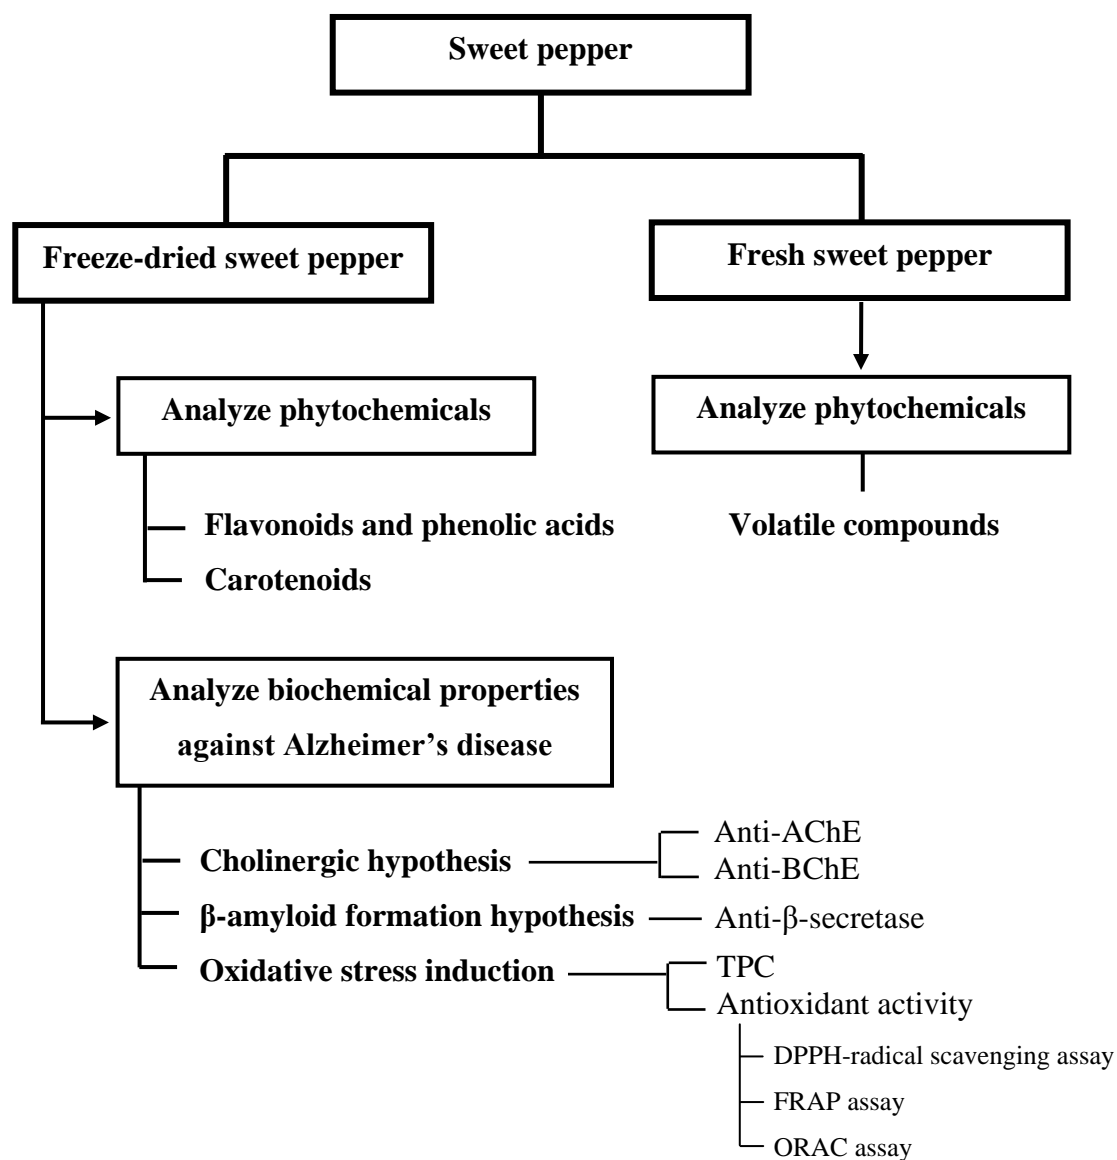 Sweet pepper
Freeze-dried sweet pepper
Fresh sweet pepper
Analyze phytochemicals
Analyze phytochemicals
Flavonoids and phenolic acids
Volatile compounds
Carotenoids
Analyze biochemical properties
against Alzheimer’s disease
Anti-AChE
Cholinergic hypothesis
Anti-BChE
β-amyloid formation hypothesis
Anti-β-secretase
TPC
Oxidative stress induction
Antioxidant activity
DPPH-radical scavenging assay
FRAP assay
ORAC assay